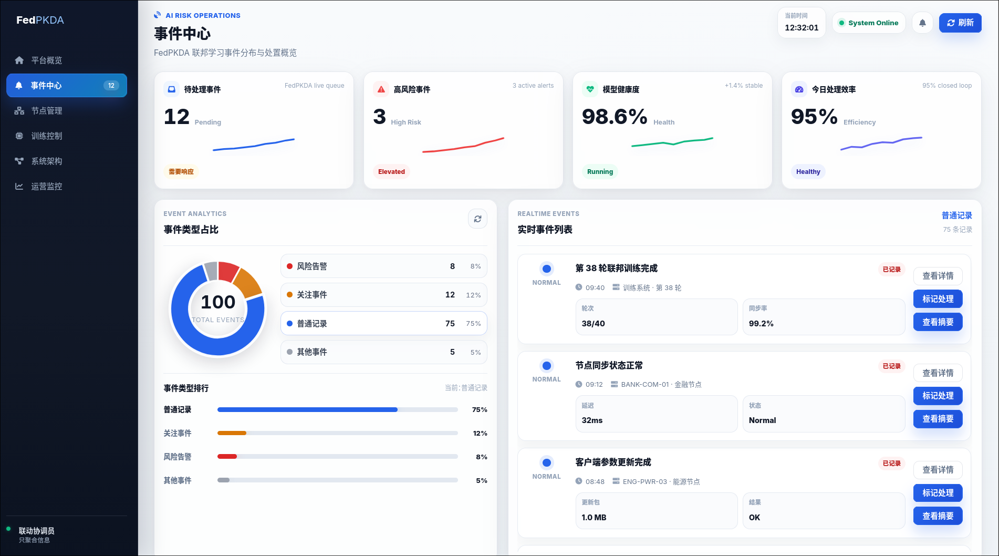 FedPKDA
平台概览
事件中心 12
节点管理
训练控制
系统架构
运营监控
联动协调员
只聚合信息
AI RISK OPERATIONS
事件中心
FedPKDA 联邦学习事件分布与处置概览
当前时间
12:32:01
System Online
刷新
待处理事件 FedPKDA live queue
12 Pending
需要响应
高风险事件 3 active alerts
3 High Risk
Elevated
模型健康度 +1.4% stable
98.6% Health
Running
今日处理效率 95% closed loop
95% Efficiency
Healthy
EVENT ANALYTICS
事件类型占比
100
TOTAL EVENTS
风险告警 8 8%
关注事件 12 12%
普通记录 75 75%
其他事件 5 5%
事件类型排行 当前：普通记录
普通记录 75%
关注事件 12%
风险告警 8%
其他事件 5%
REALTIME EVENTS
实时事件列表
普通记录
75 条记录
NORMAL
第 38 轮联邦训练完成 已记录
09:40 训练系统 · 第 38 轮
轮次
38/40
同步率
99.2%
查看详情
标记处理
查看摘要
NORMAL
节点同步状态正常 已记录
09:12 BANK-COM-01 · 金融节点
延迟
32ms
状态
Normal
查看详情
标记处理
查看摘要
NORMAL
客户端参数更新完成 已记录
08:48 ENG-PWR-03 · 能源节点
更新包
1.0 MB
结果
OK
查看详情
标记处理
查看摘要